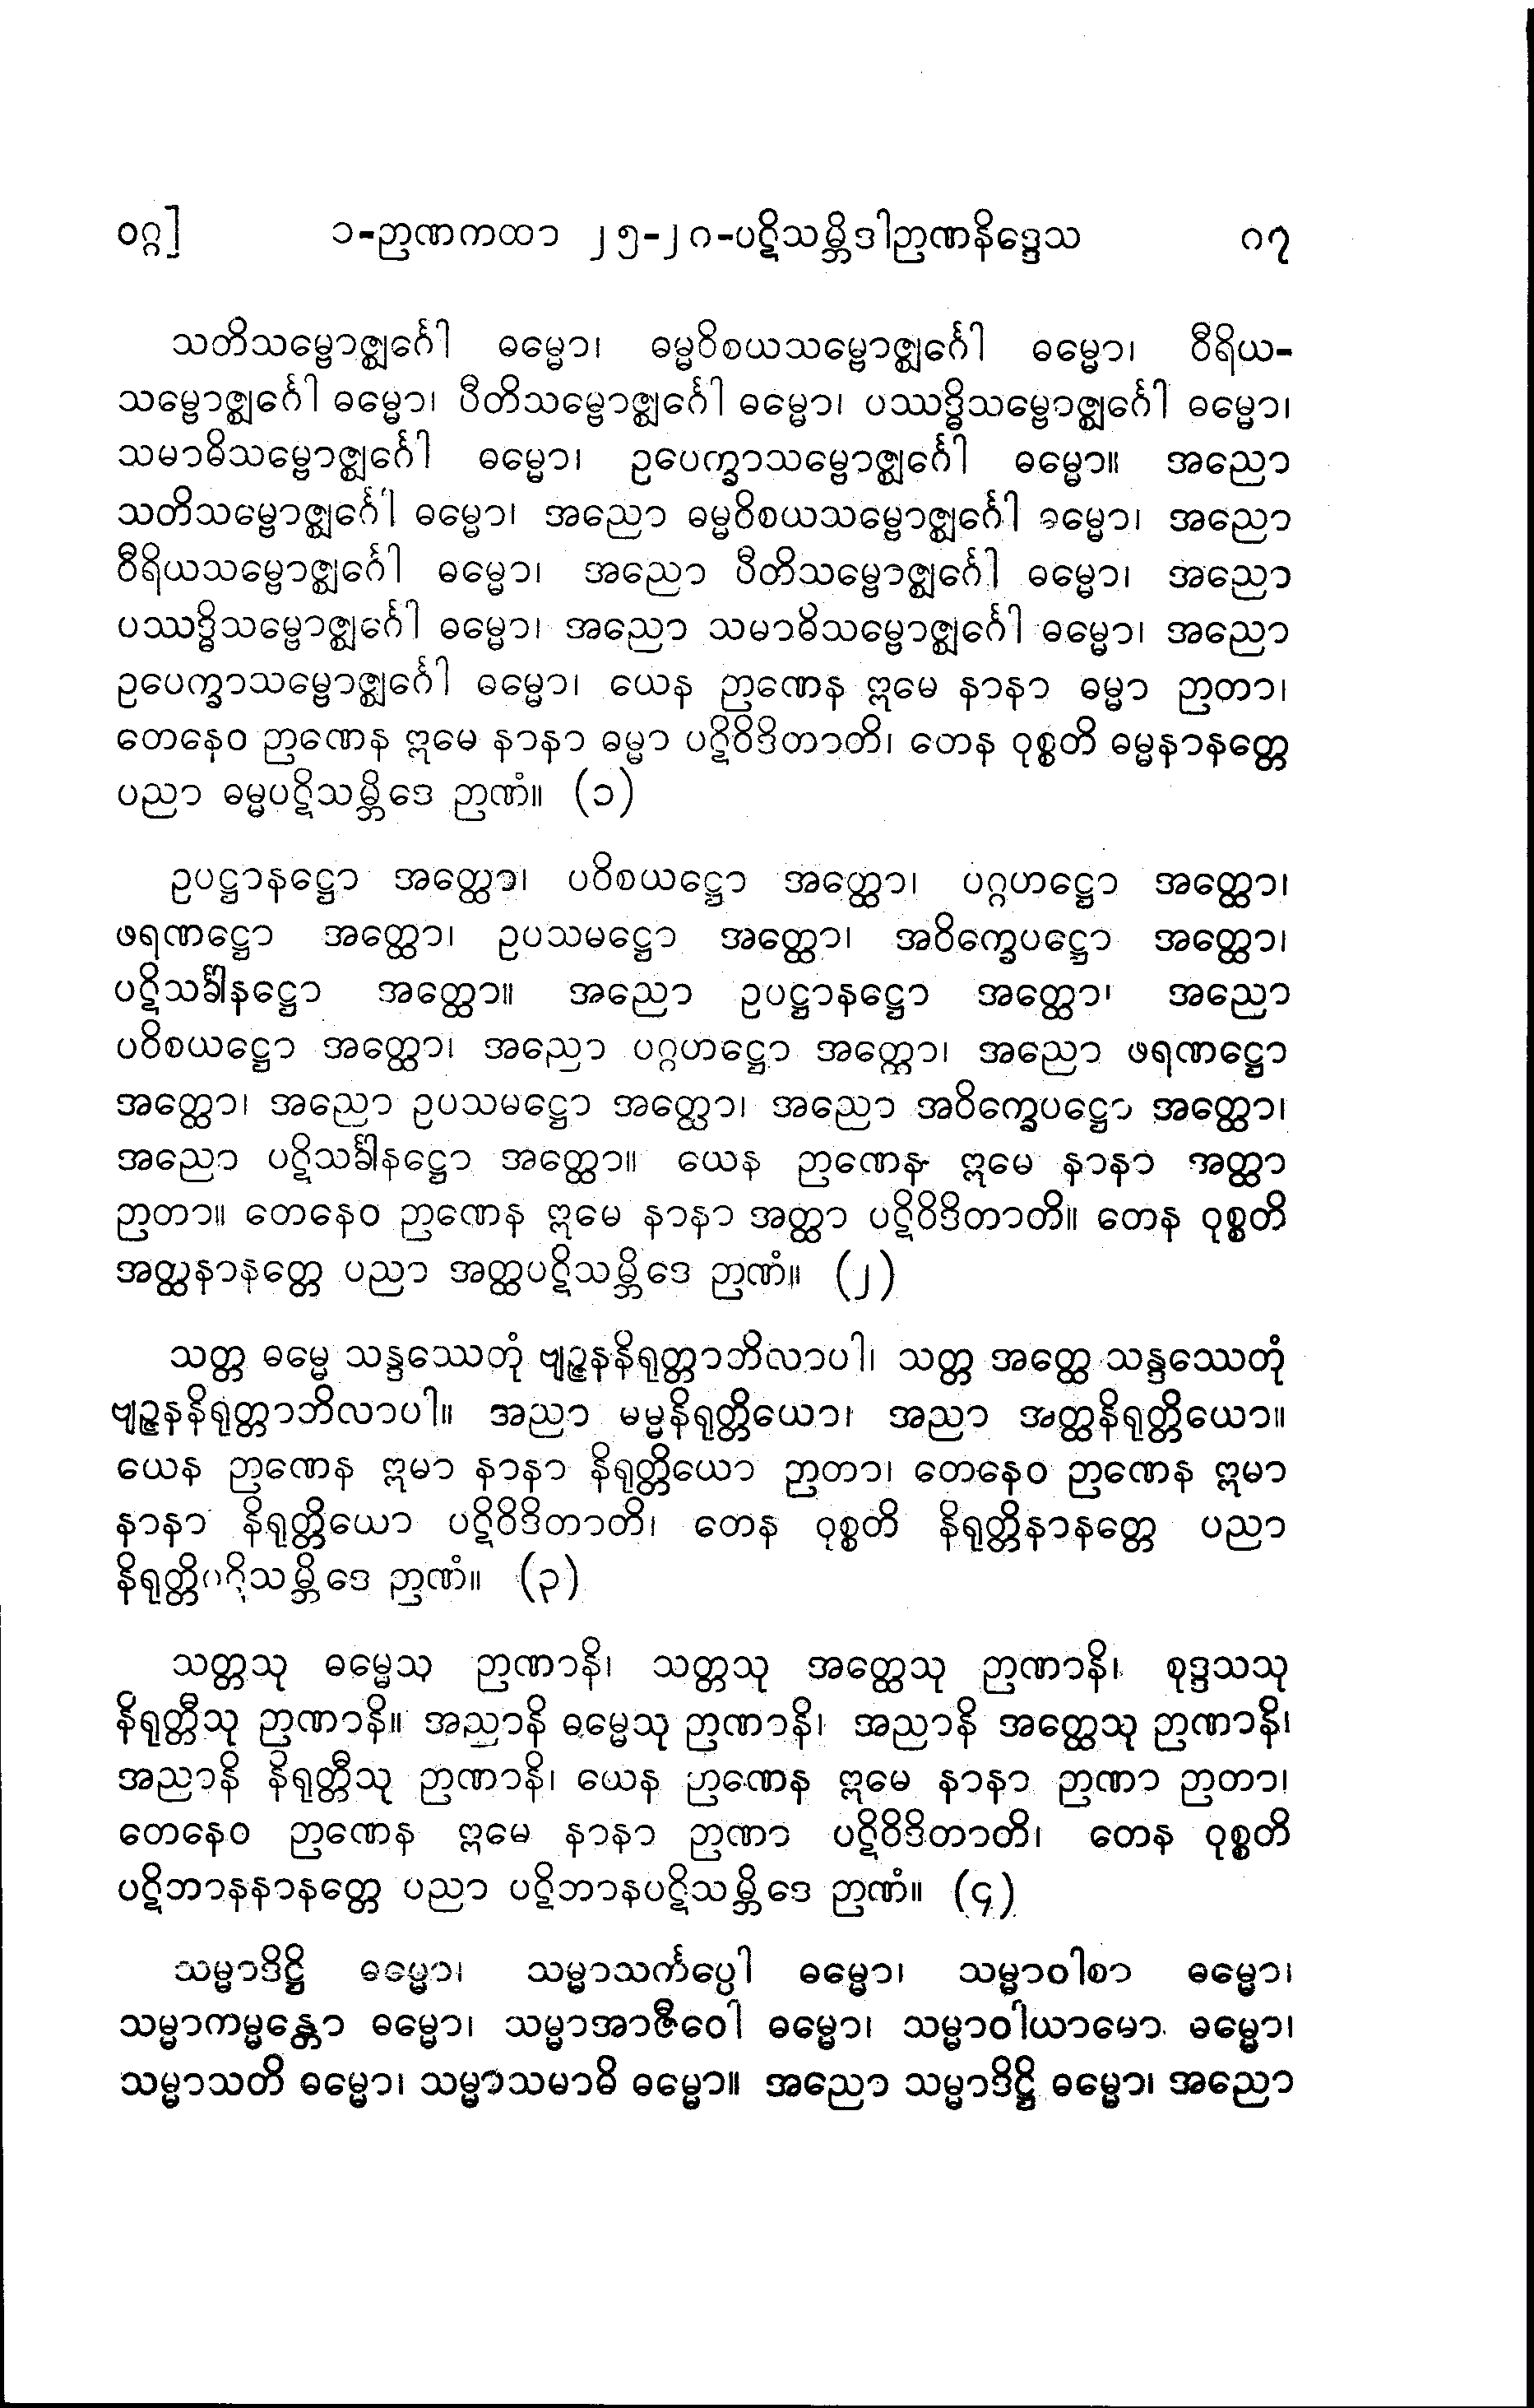 ဝဂ္ဂ] ၁-ဉာဏကထာ ၂၅-၂၈-ပဋိသမ္ဘိဒါဉာဏနိဒ္ဒေသ ၈၇
သတိသမ္ဗောဇ္ဈင်္ဂေါ ဓမ္မော၊ ဓမ္မဝိစယသမ္ဗောဇ္ဈင်္ဂေါ ဓမ္မော၊ ဝီရိယ-
သမ္ဗောဇ္ဈင်္ဂေါ ဓမ္မော၊ ပီတိသမ္ဗောဇ္ဈင်္ဂေါ ဓမ္မော၊ ပဿဒ္ဓိသမ္ဗောဇ္ဈင်္ဂေါ ဓမ္မော၊
သမာဓိသမ္ဗောဇ္ဈင်္ဂေါ ဓမ္မော၊ ဥပေက္ခာသမ္ဗောဇ္ဈင်္ဂေါ ဓမ္မော။ အညော
သတိသမ္ဗောဇ္ဈင်္ဂေါ ဓမ္မော၊ အညော ဓမ္မဝိစယသမ္ဗောဇ္ဈင်္ဂေါ ဓမ္မော၊ အညော
ဝီရိယသမ္ဗောဇ္ဈင်္ဂေါ ဓမ္မော၊ အညော ပီတိသမ္ဗောဇ္ဈင်္ဂေါ ဓမ္မော၊ အညော
ပဿဒ္ဓိသမ္ဗောဇ္ဈင်္ဂေါ ဓမ္မော၊ အညော သမာဓိသမ္ဗောဇ္ဈင်္ဂေါ ဓမ္မော၊ အညော
ဥပေက္ခာသမ္ဗောဇ္ဈင်္ဂေါ ဓမ္မော၊ ယေန ဉာဏေန ဣမေ နာနာ ဓမ္မာ ဉာတာ၊
တေနေဝ ဉာဏေန ဣမေ နာနာ ဓမ္မာ ပဋိဝိဒိတာတိ၊ တေန ဝုစ္စတိ ဓမ္မနာနတ္တေ
ပညာ ဓမ္မပဋိသမ္ဘိဒေ ဉာဏံ။ (၁)
ဥပဋ္ဌာနဋ္ဌော အတ္ထော၊ ပဝိစယဋ္ဌော အတ္ထော၊ ပဂ္ဂဟဋ္ဌော အတ္ထော၊
ဖရဏဋ္ဌော အတ္ထော၊ ဥပသမဋ္ဌော အတ္ထော၊ အဝိက္ခေပဋ္ဌော အတ္ထော၊
ပဋိသင်္ခါနဋ္ဌော အတ္ထော။ အညော ဥပဋ္ဌာနဋ္ဌော အတ္ထော၊ အညော
ပဝိစယဋ္ဌော အတ္ထော၊ အညော ပဂ္ဂဟဋ္ဌော အတ္ထော၊ အညော ဖရဏဋ္ဌော
အတ္ထော၊ အညော ဥပသမဋ္ဌော အတ္ထော၊ အညော အဝိက္ခေပဋ္ဌော အတ္ထော၊
အညော ပဋိသင်္ခါနဋ္ဌော အတ္ထော။ ယေန ဉာဏေန ဣမေ နာနာ အတ္ထာ
ဉာတာ။ တေနေဝ ဉာဏေန ဣမေ နာနာ အတ္ထာ ပဋိဝိဒိတာတိ။ တေန ဝုစ္စတိ
အတ္ထနာနတ္တေ ပညာ အတ္ထပဋိသမ္ဘိဒေ ဉာဏံ။ (၂)
သတ္တ ဓမ္မေ သန္ဒဿေတုံ ဗျဉ္ဇနနိရုတ္တာဘိလာပါ၊ သတ္တ အတ္ထေ သန္ဒဿေတုံ
ဗျဉ္ဇနနိရုတ္တာဘိလာပါ။ အညာ မမ္မနိရုတ္တိယော၊ အညာ အတ္ထနိရုတ္တိယော။
ယေန ဉာဏေန ဣမာ နာနာ နိရုတ္တိယော ဉာတာ၊ တေနေဝ ဉာဏေန ဣမာ
နာနာ နိရုတ္တိယော ပဋိဝိဒိတာတိ၊ တေန ဝုစ္စတိ နိရုတ္တိနာနတ္တေ ပညာ
နိရုတ္တိပဋိသမ္ဘိဒေ ဉာဏံ။ (၃)
သတ္တသု ဓမ္မေသု ဉာဏာနိ၊ သတ္တသု အတ္ထေသု ဉာဏာနိ၊ စုဒ္ဒသသု
နိရုတ္တီသု ဉာဏာနိ။ အညာနိ ဓမ္မေသု ဉာဏာနိ၊ အညာနိ အတ္ထေသု ဉာဏာနိ၊
အညာနိ နိရုတ္တီသု ဉာဏာနိ၊ ယေန ဉာဏေန ဣမေ နာနာ ဉာဏာ ဉာတာ၊
တေနေဝ ဉာဏေန ဣမေ နာနာ ဉာဏာ ပဋိဝိဒိတာတိ၊ တေန ဝုစ္စတိ
ပဋိဘာနနာနတ္တေ ပညာ ပဋိဘာနပဋိသမ္ဘိဒေ ဉာဏံ။ (၄)
သမ္မာဒိဋ္ဌိ ဓမ္မော၊ သမ္မာသင်္ကပ္ပေါ ဓမ္မော၊ သမ္မာဝါစာ ဓမ္မော၊
သမ္မာကမ္မန္တော ဓမ္မော၊ သမ္မာအာဇီဝေါ ဓမ္မော၊ သမ္မာဝါယာမော ဓမ္မော၊
သမ္မာသတိ ဓမ္မော၊ သမ္မာသမာဓိ ဓမ္မော။ အညော သမ္မာဒိဋ္ဌိ ဓမ္မော၊ အညော